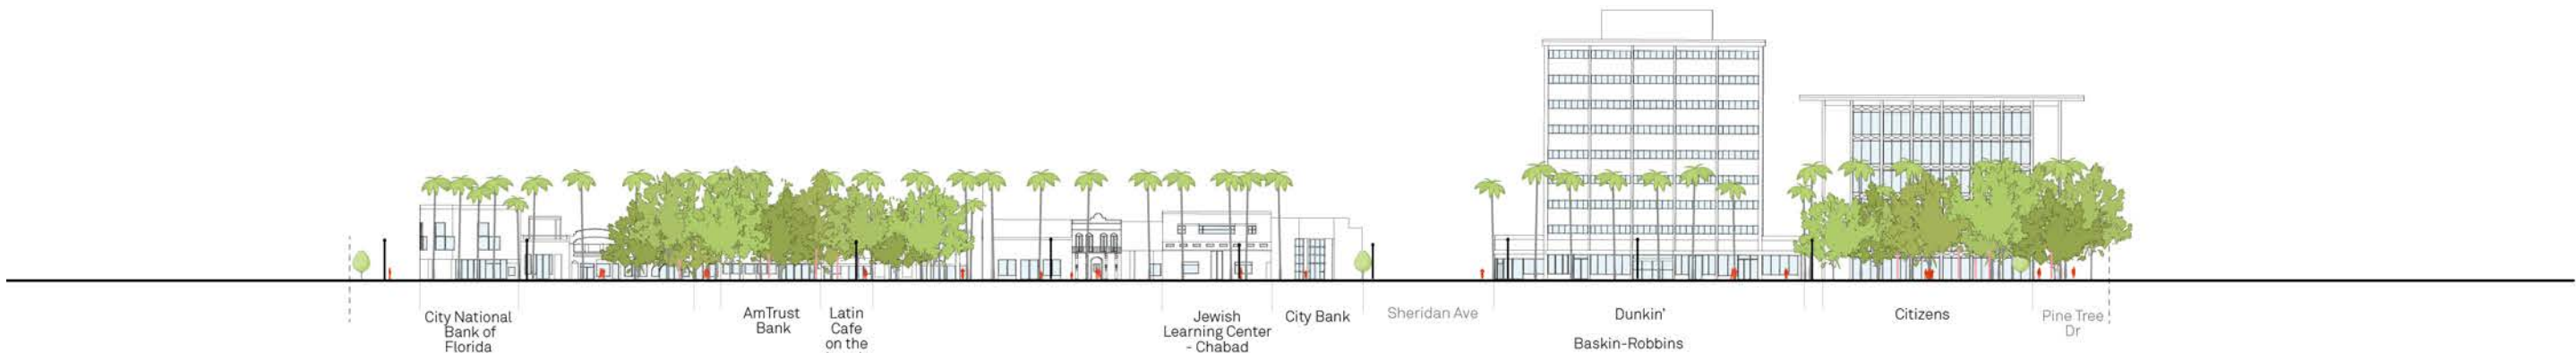 City National
Bank of
Florida
AmTrust
Bank
Latin
Cafe
on the
Jewish
Learning Center
- Chabad
City Bank
Sheridan Ave
Dunkin'
Baskin-Robbins
Citizens
Pine Tree
Dr